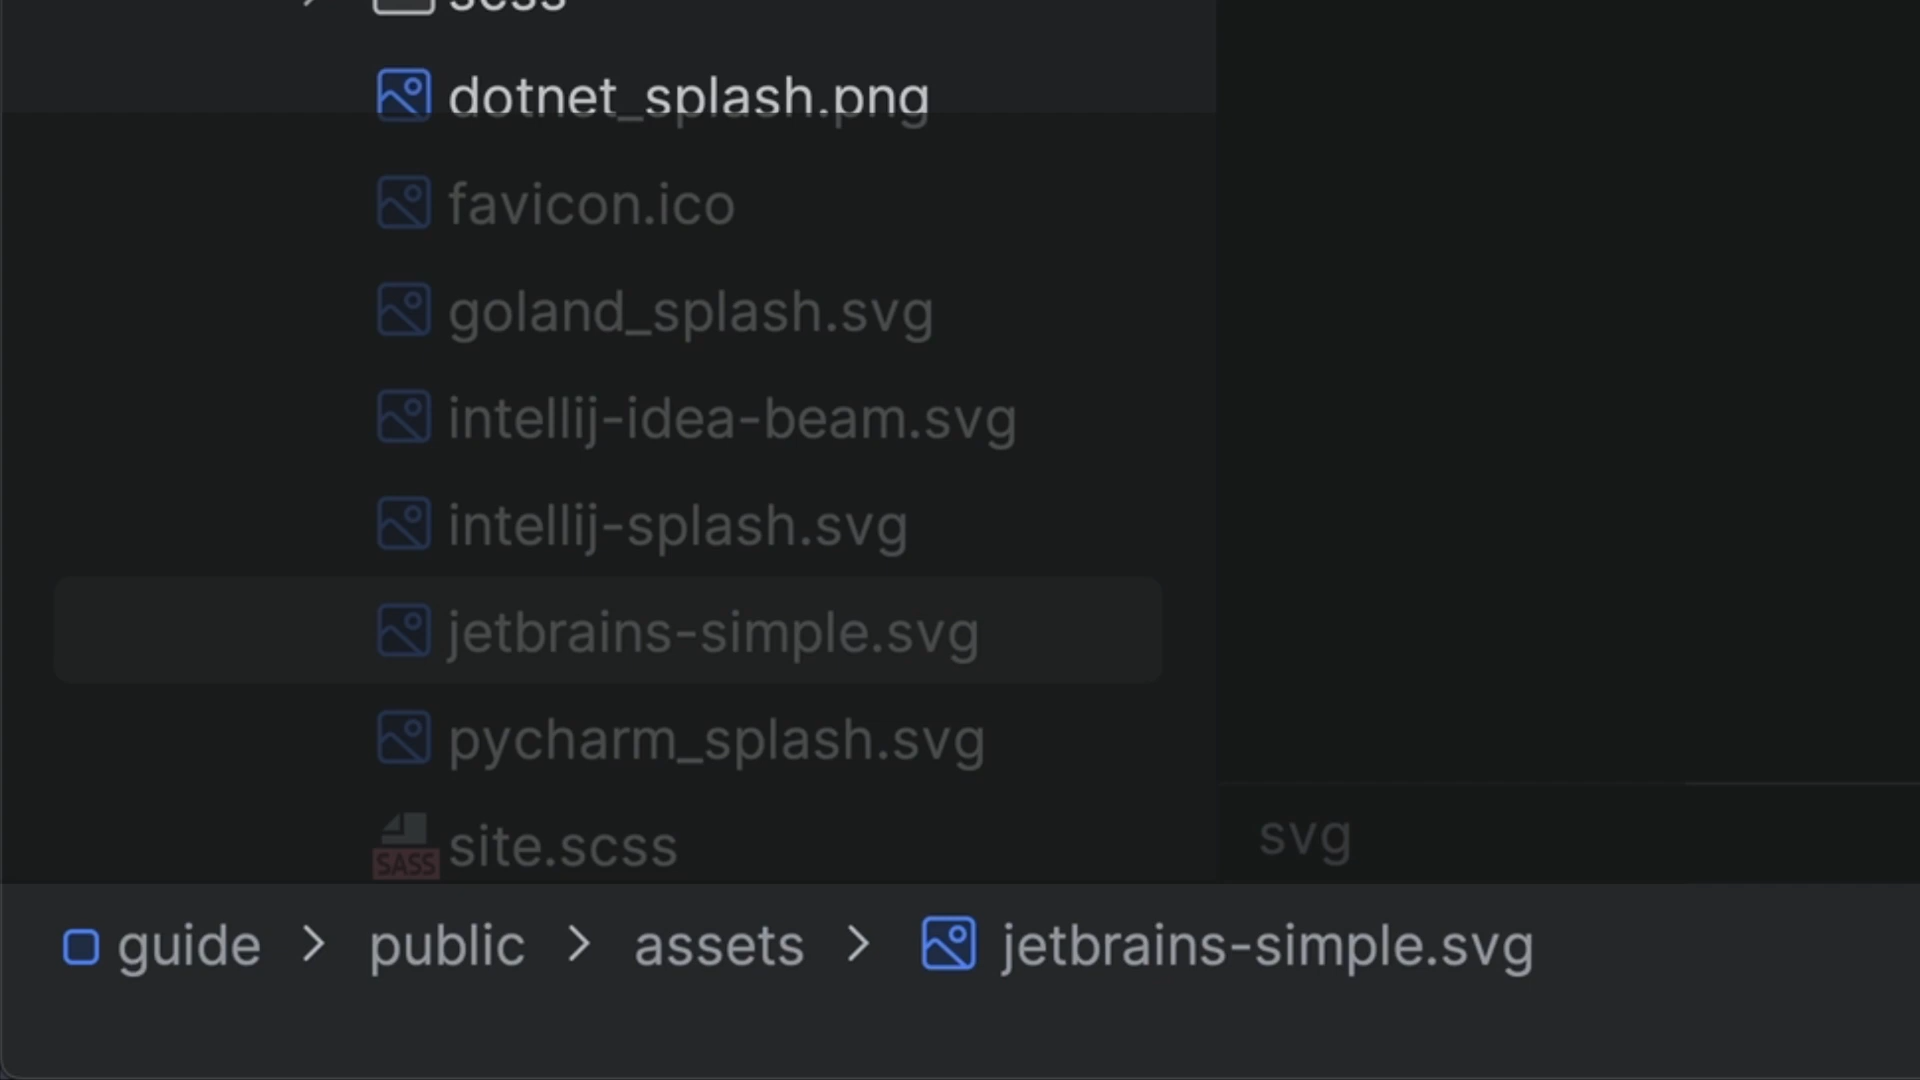 scss
dotnet_splash.png
favicon.ico
goland_splash.svg
intellij-idea-beam.svg
intellij-splash.svg
jetbrains-simple.svg
pycharm_splash.svg
SASS site.scss
svg
guide > public > assets > jetbrains-simple.svg